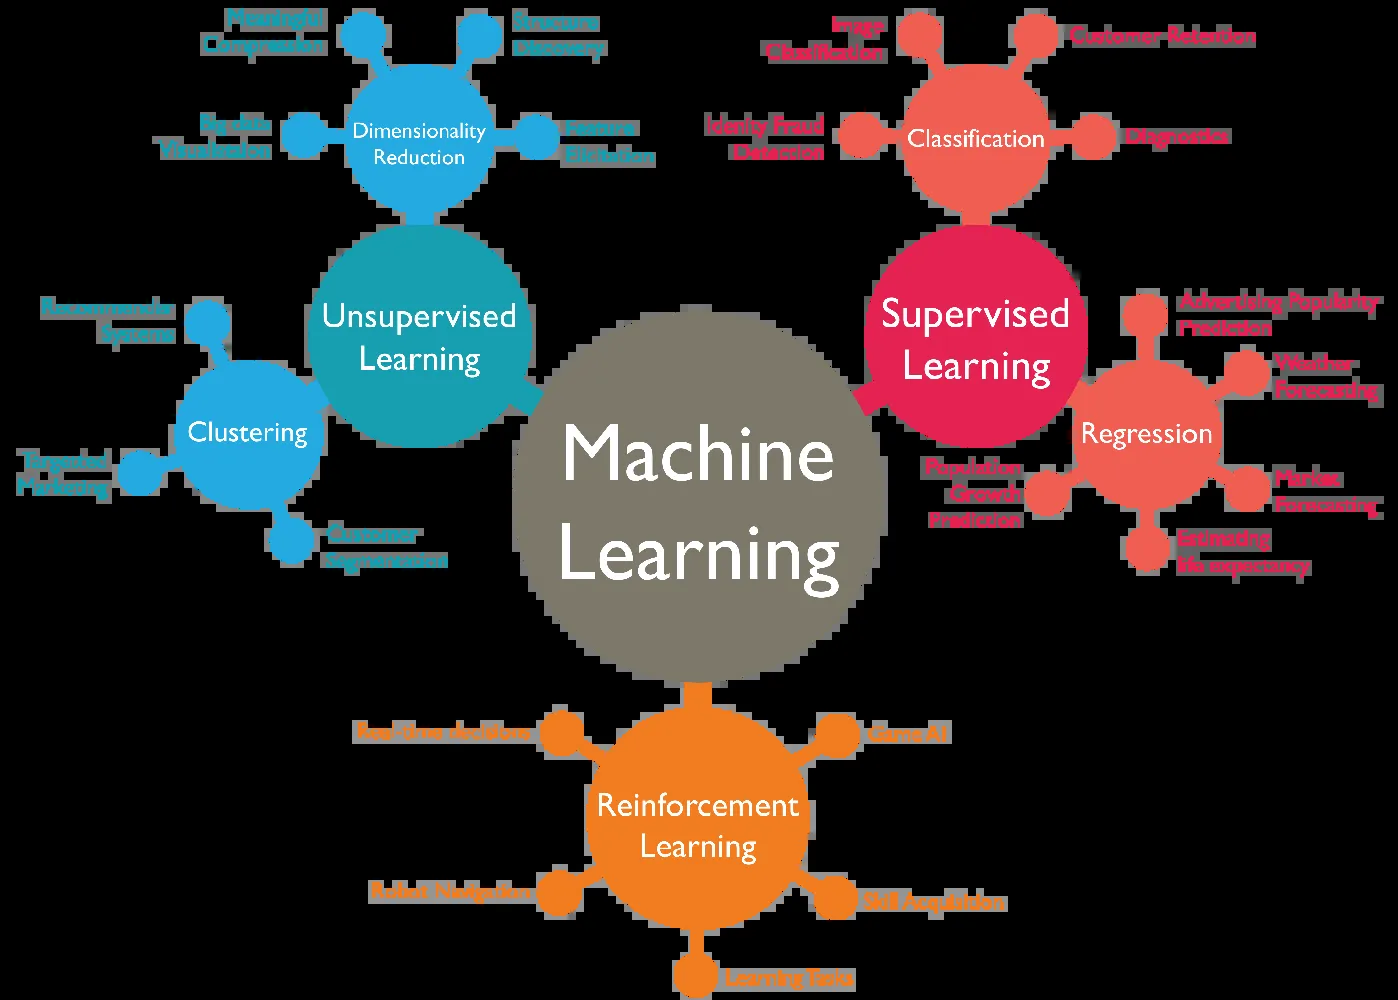 Meaningful
Compression
Structure
Discovery
Big data
Visualisation
Feature
Elicitation
Dimensionality
Reduction
Image
Classification
Customer Retention
Idenity Fraud
Detection
Classification
Diagnostics
Unsupervised
Learning
Supervised
Learning
Recommender
Systems
Clustering
Targetted
Marketing
Customer
Segmentation
Advertising Popularity
Prediction
Weather
Forecasting
Regression
Population
Growth
Prediction
Market
Forecasting
Estimating
life expectancy
Machine
Learning
Real-time decisions
Game AI
Reinforcement
Learning
Robot Navigation
Skill Acquisition
Learning Tasks